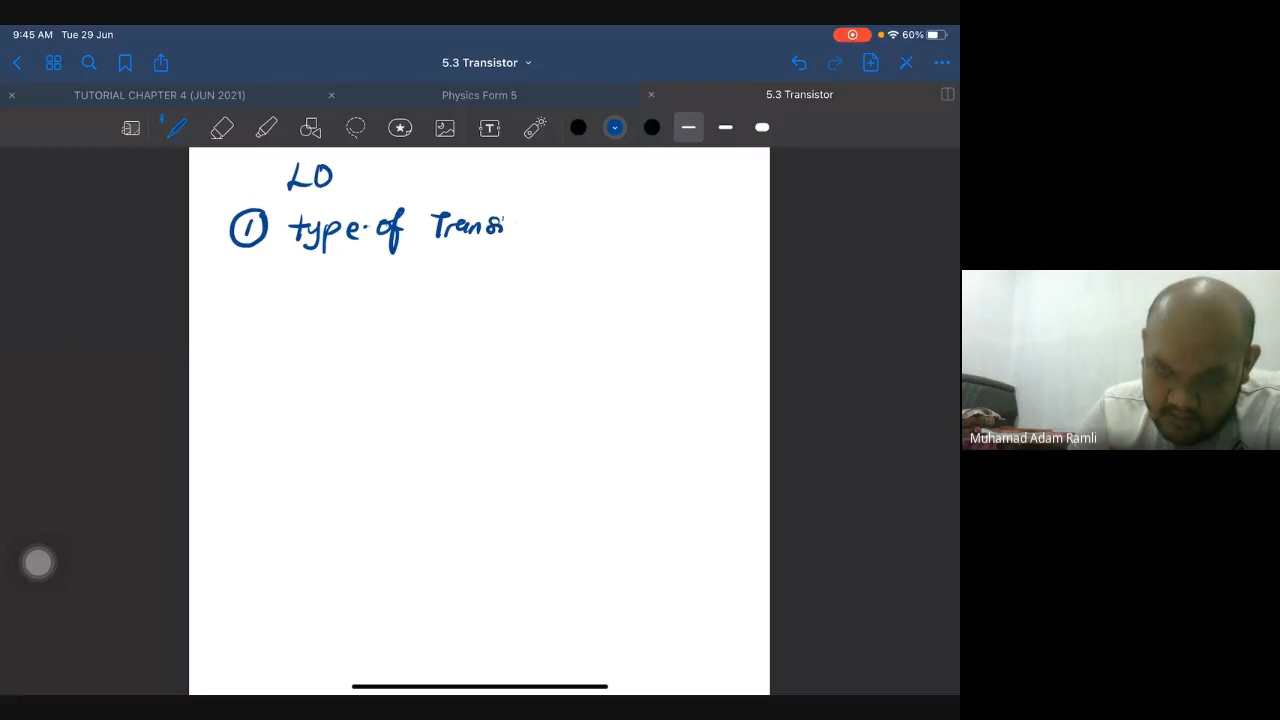 9:45 AM Tue 29 Jun
60%
5.3 Transistor
TUTORIAL CHAPTER 4 (JUN 2021)
Physics Form 5
5.3 Transistor
T
LO
① type of Transi
Muhamad Adam Ramli